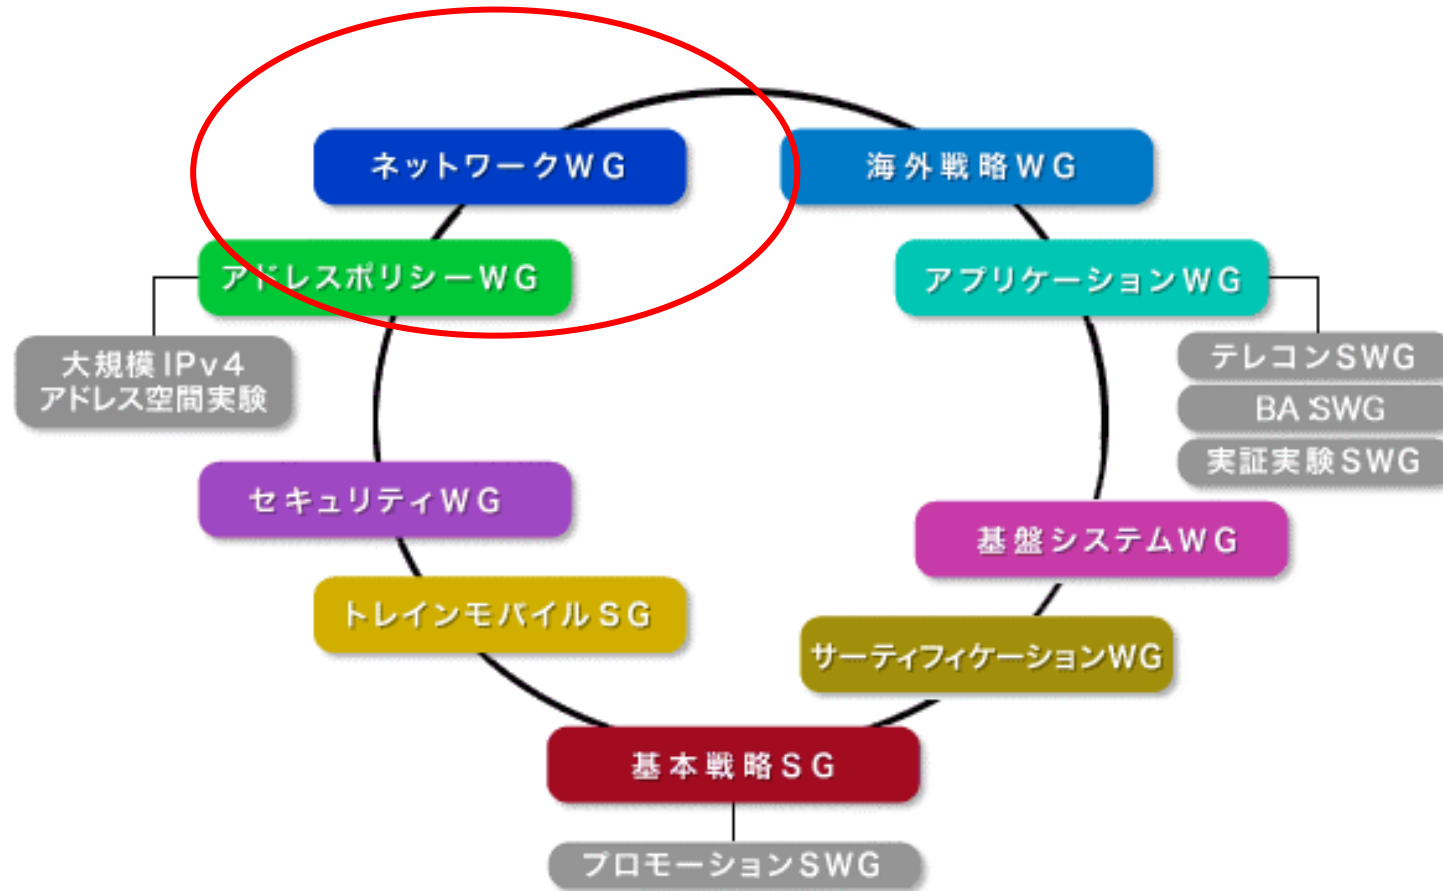 ネットワークWG
海外戦略WG
アドレスポリシーWG
アプリケーションWG
大規模IPv4
アドレス空間実験
テレコンSWG
BA SWG
実証実験SWG
セキュリティWG
基盤システムWG
トレインモバイルSG
サーティフィケーションWG
基本戦略SG
プロモーションSWG